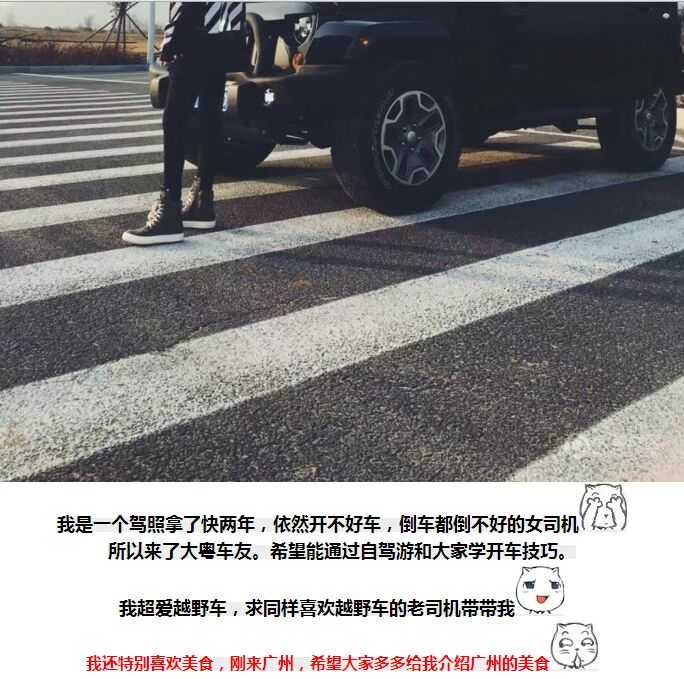 我是一个驾照拿了快两年，依然开不好车，倒车都倒不好的女司机
所以来了大粤车友。希望能通过自驾游和大家学开车技巧。
我超爱越野车，求同样喜欢越野车的老司机带带我
我还特别喜欢美食，刚来广州，希望大家多多给我介绍广州的美食